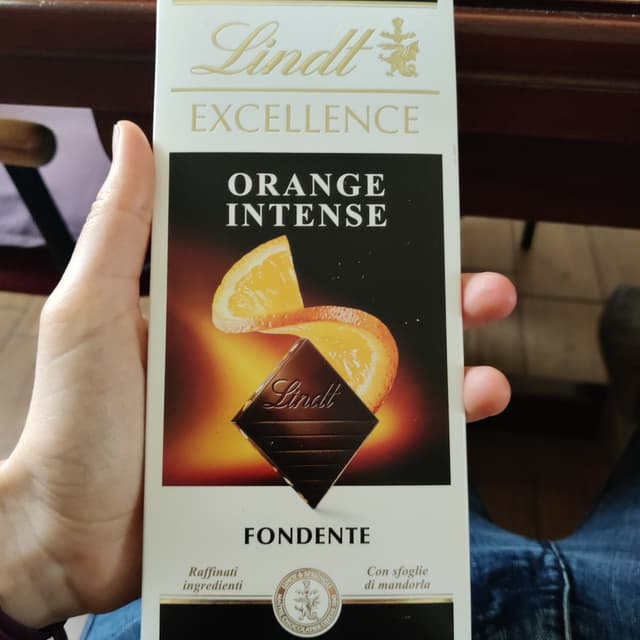 Lindt
EXCELLENCE
ORANGE
INTENSE
Lindt
FONDENTE
Raffinati
ingredienti
Con sfoglie
di mandorla